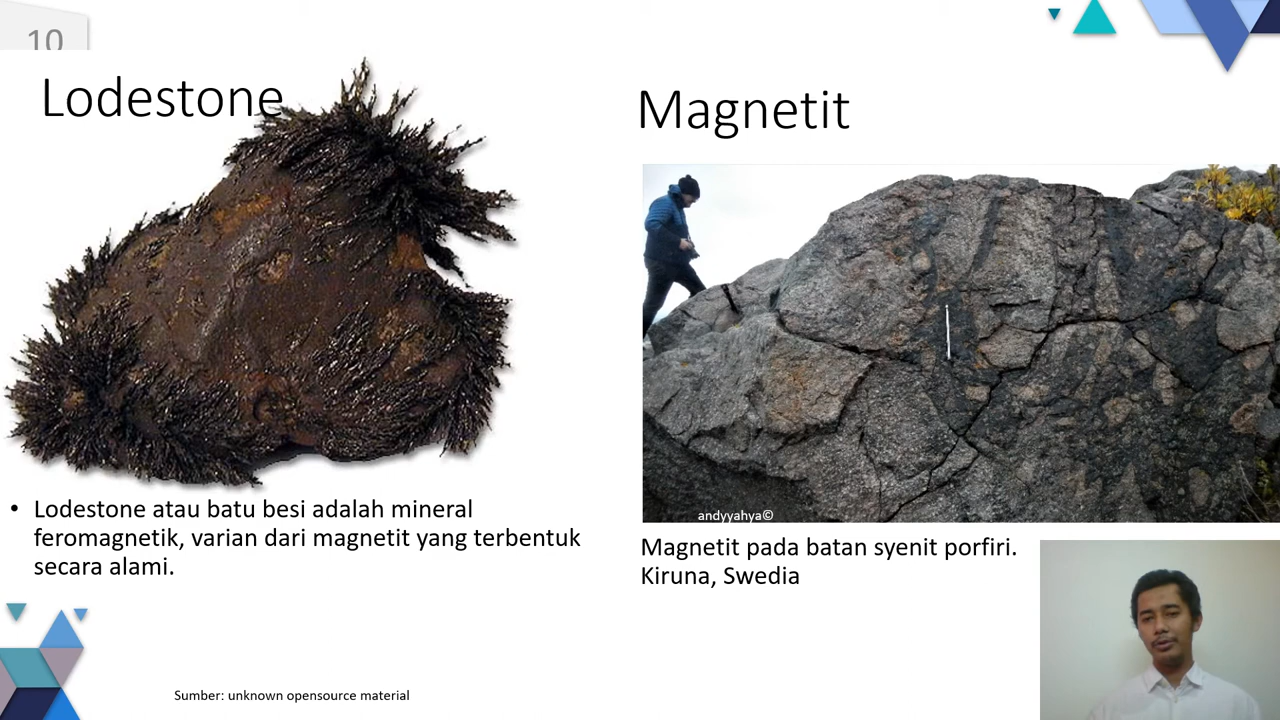 10
Lodestone
Magnetit
andyyahya©
• Lodestone atau batu besi adalah mineral
feromagnetik, varian dari magnetit yang terbentuk
secara alami.
Magnetit pada batan syenit porfiri.
Kiruna, Swedia
Sumber: unknown opensource material